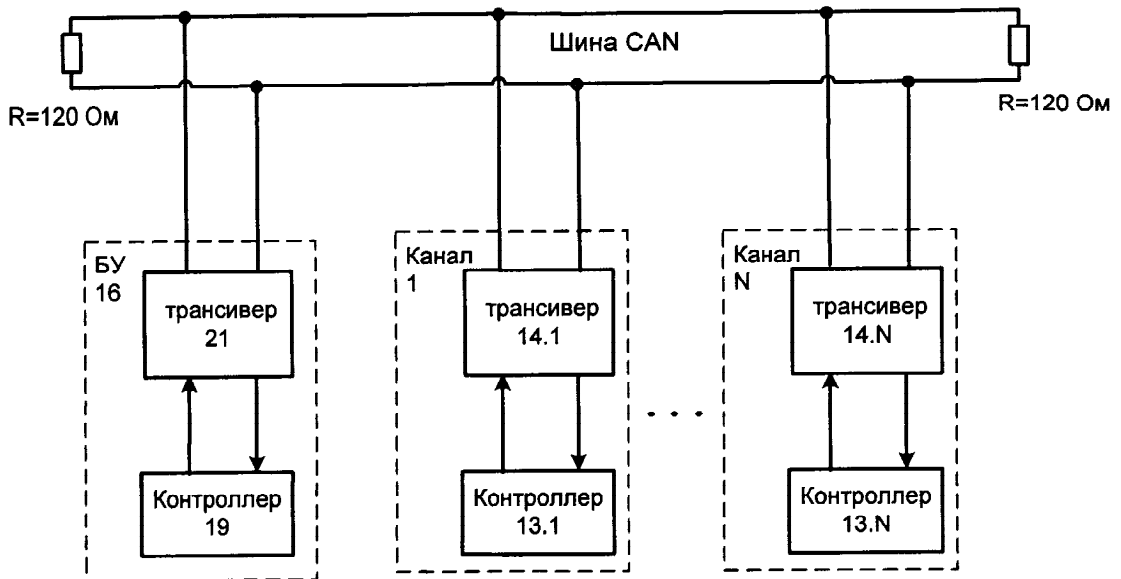 Шина CAN
R=120 Ом
R=120 Ом
БУ
16
трансивер
21
Контроллер
19
Канал
1
трансивер
14.1
Контроллер
13.1
. . .
Канал
N
трансивер
14.N
Контроллер
13.N